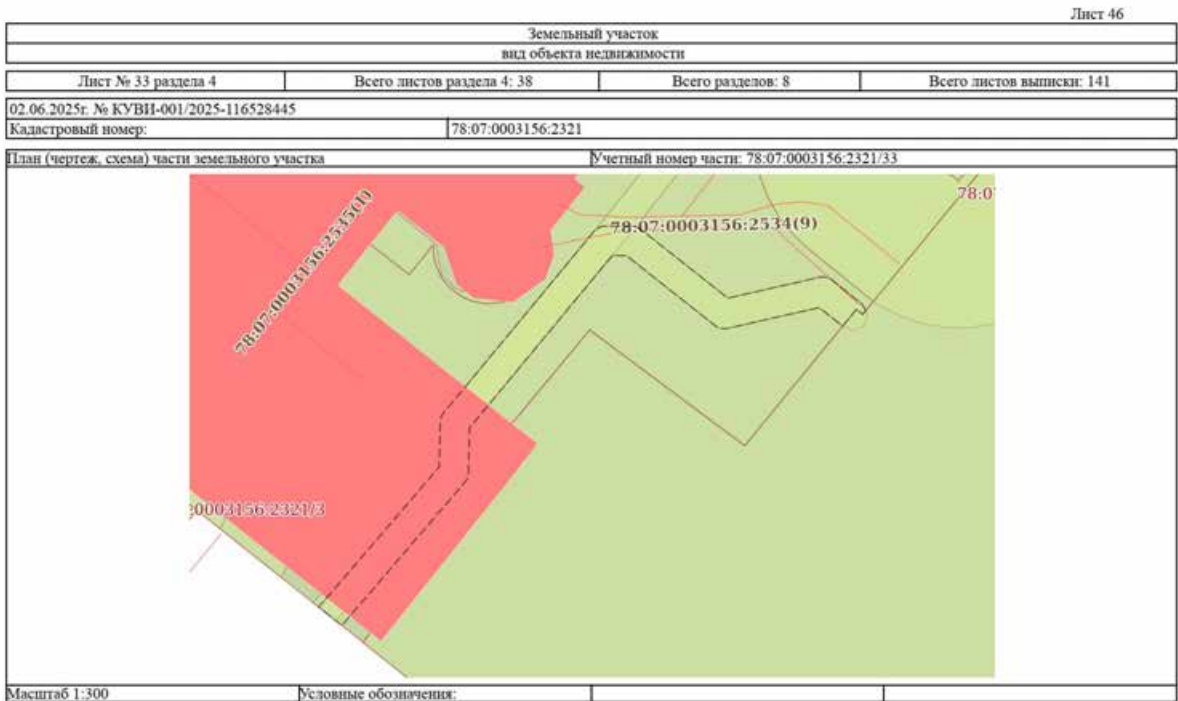 Лист 46
Земельный участок
вид объекта недвижимости
Лист № 33 раздела 4 Всего листов раздела 4: 38 Всего разделов: 8 Всего листов выписки: 141
02.06.2025г. № КУВИ-001/2025-116528445
Кадастровый номер: 78:07:0003156:2321
План (чертеж, схема) части земельного участка Учетный номер части: 78:07:0003156:2321/33
78:07:0003156:2535(1)
78:07:0003156:2534(9)
78:0
0003156:2321/3
Масштаб 1:300 Условные обозначения: